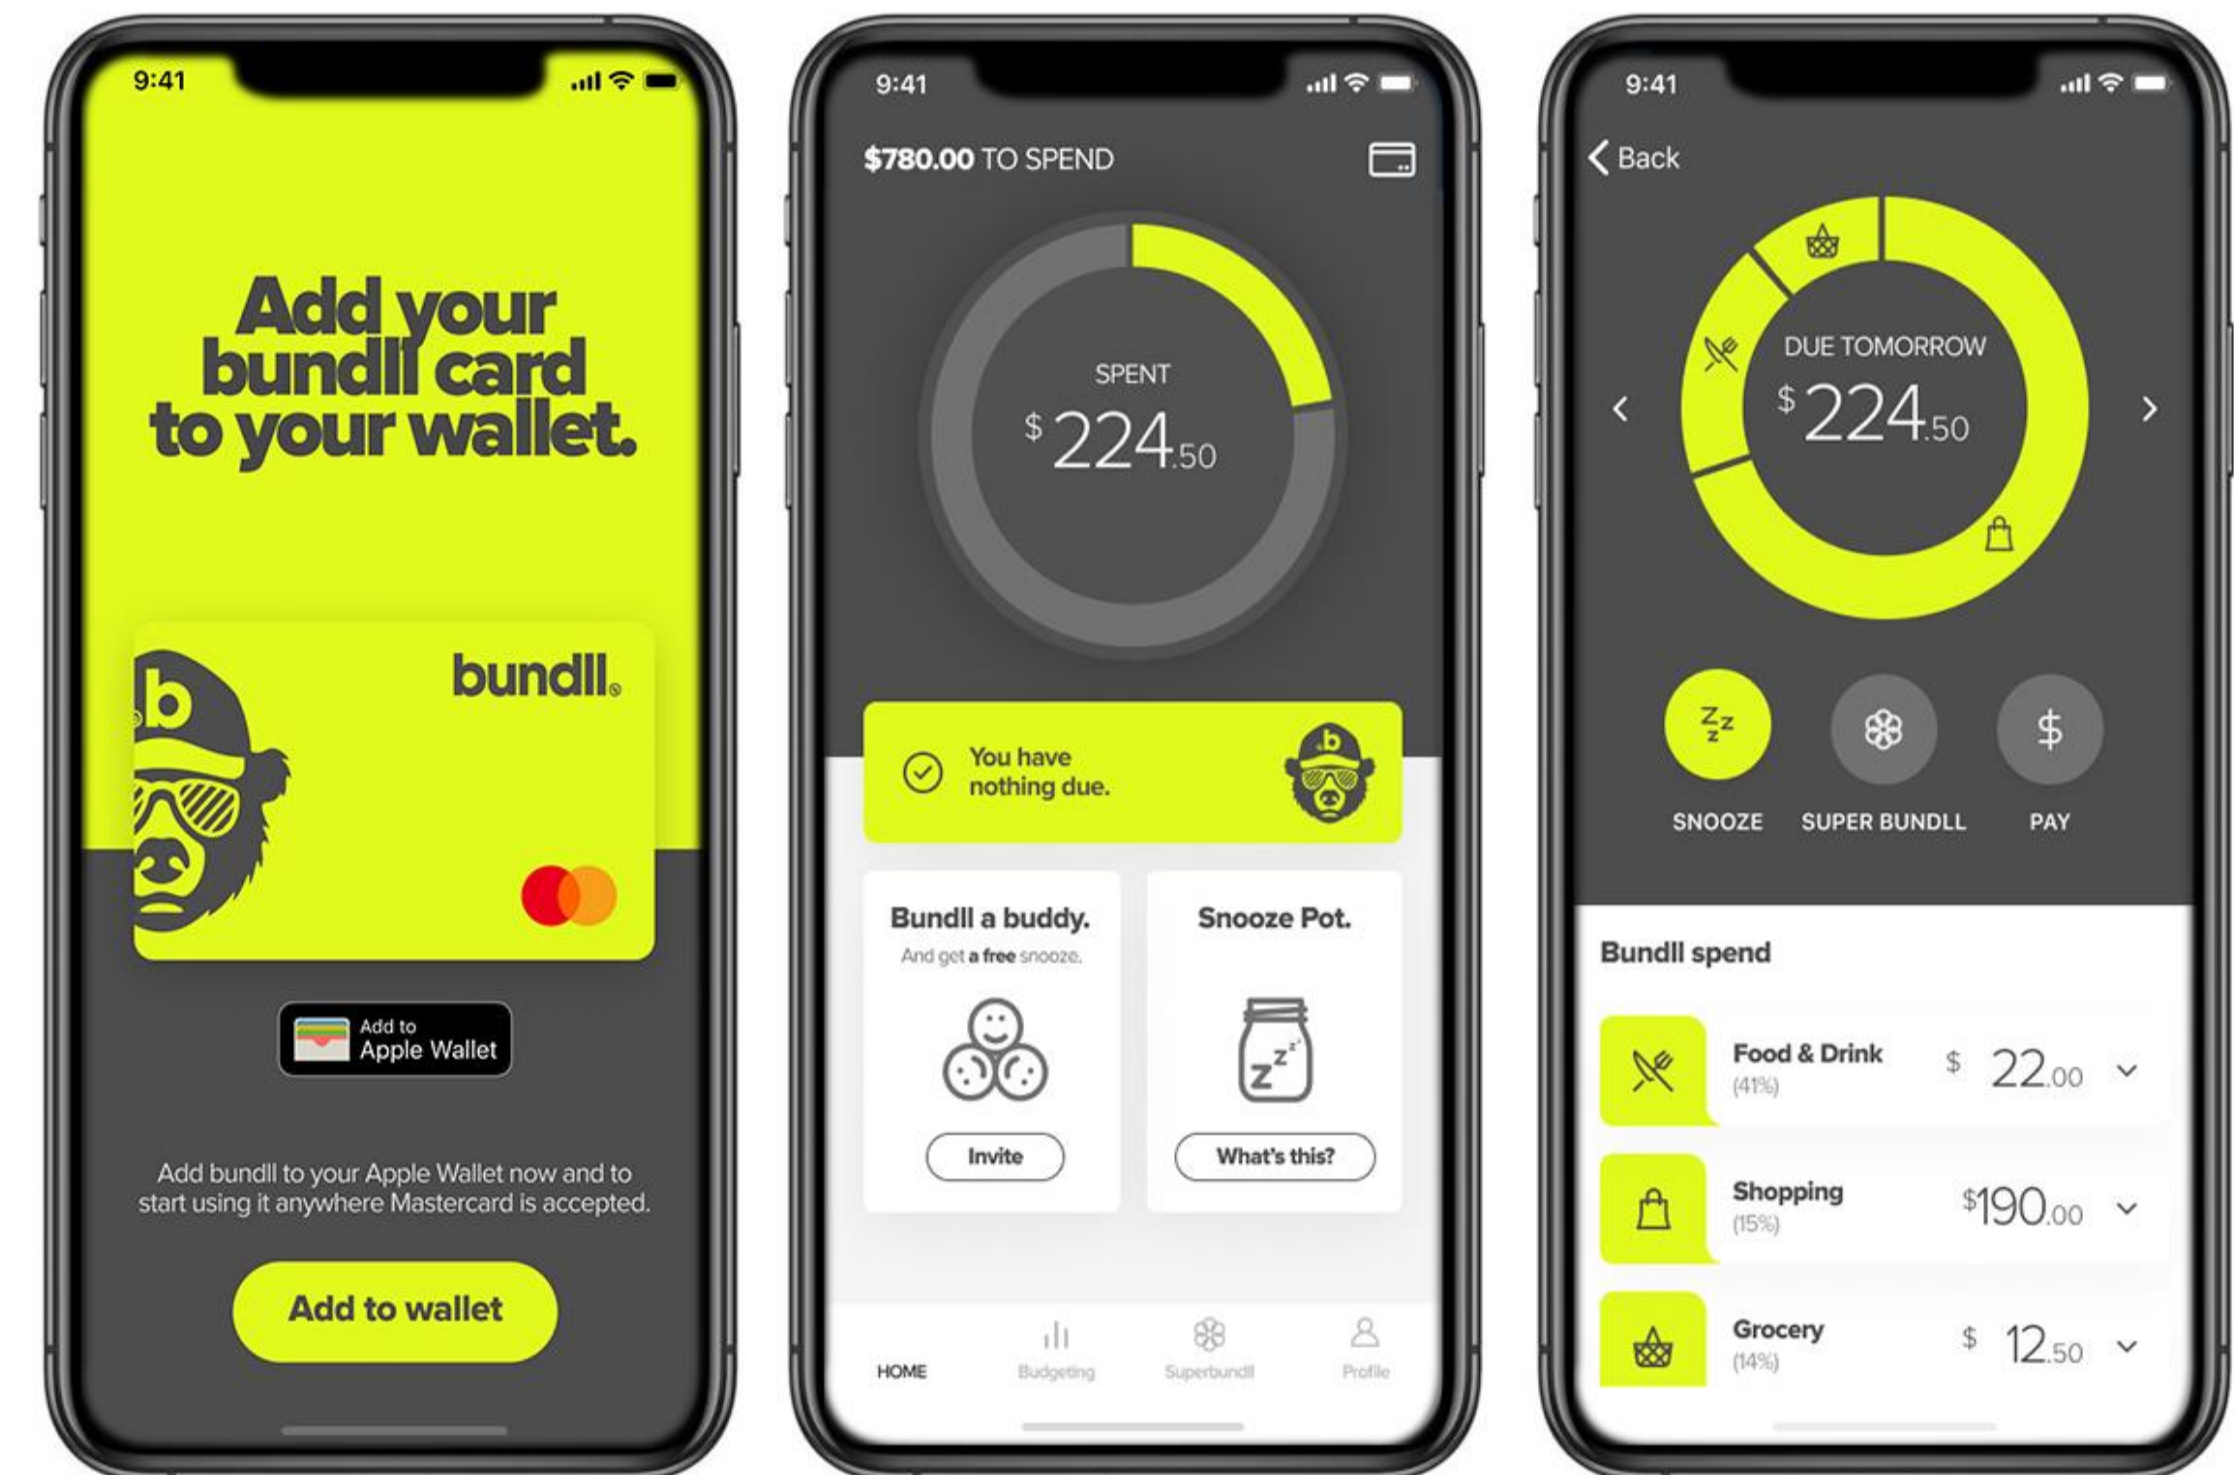 9:41
Add your
bundll card
to your wallet.
b
bundll.
Add to
Apple Wallet
Add bundll to your Apple Wallet now and to
start using it anywhere Mastercard is accepted.
Add to wallet
9:41
$780.00 TO SPEND
SPENT
$ 224.50
You have
nothing due.
.b
Bundll a buddy.
And get a free snooze.
Invite
Snooze Pot.
z z z z
What's this?
HOME
Budgeting
Superbundll
Profile
9:41
Back
DUE TOMORROW
$ 224.50
Z z z
$
SNOOZE
SUPER BUNDLL
PAY
Bundll spend
Food & Drink $ 22.00
(41%)
Shopping $190.00
(15%)
Grocery $ 12.50
(14%)